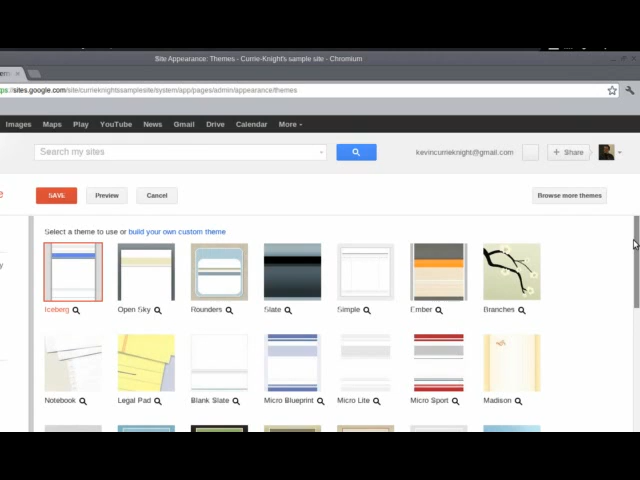 Site Appearance: Themes - Currie-Knight's sample site - Chromium
sites.google.com/site/currieknightssamplesite/system/app/pages/admin/appearance/themes
Images Maps Play YouTube News Gmail Drive Calendar More
Search my sites
kevincurrieknight@gmail.com
+ Share
SAVE
Preview
Cancel
Browse more themes
Select a theme to use or build your own custom theme
Iceberg Open Sky Rounders Slate Simple Ember Branches
Notebook Legal Pad Blank Slate Micro Blueprint Micro Lite Micro Sport Madison